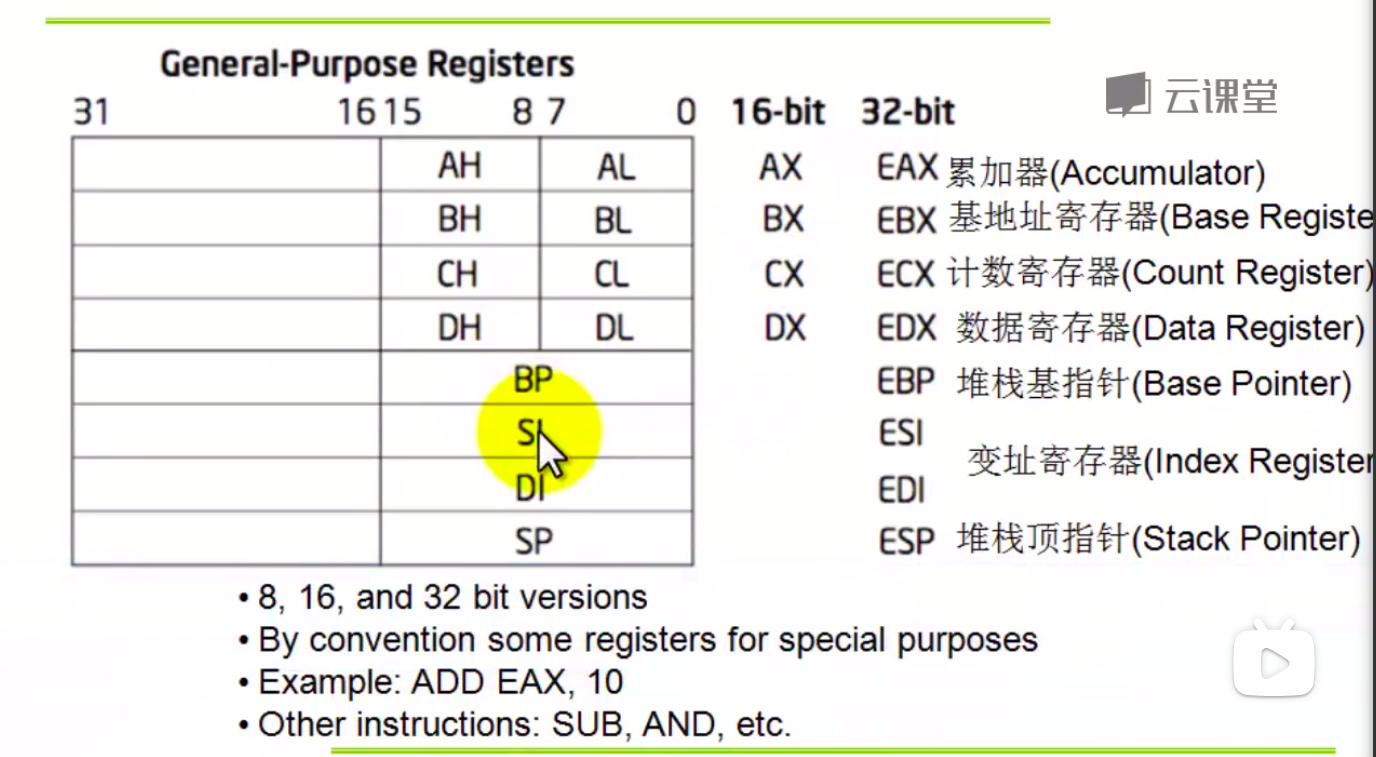 General-Purpose Registers
31 16 15 8 7 0 16-bit 32-bit
云课堂
AH AL AX EAX 累加器(Accumulator)
BH BL BX EBX 基地址寄存器(Base Registe
CH CL CX ECX 计数寄存器(Count Register)
DH DL DX EDX 数据寄存器(Data Register)
BP EBP 堆栈基指针(Base Pointer)
SI ESI
变址寄存器(Index Register
DI EDI
SP ESP 堆栈顶指针(Stack Pointer)
• 8, 16, and 32 bit versions
• By convention some registers for special purposes
• Example: ADD EAX, 10
• Other instructions: SUB, AND, etc.